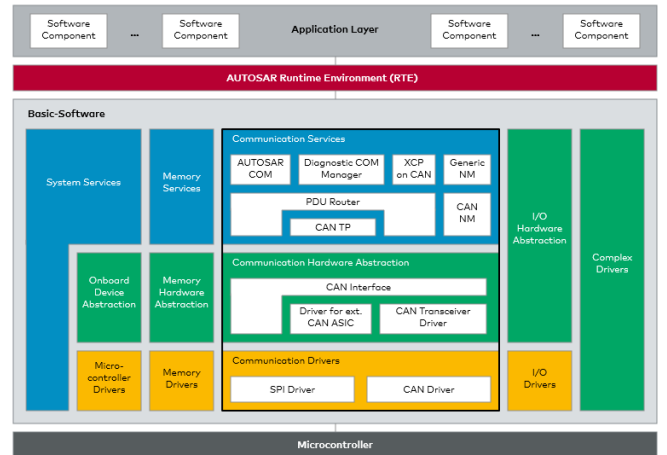 Software
Component
...
Software
Component
Application Layer
Software
Component
...
Software
Component
AUTOSAR Runtime Environment (RTE)
Basic-Software
System Services
Memory
Services
Communication Services
AUTOSAR
COM
Diagnostic COM
Manager
XCP
on CAN
Generic
NM
PDU Router
CAN TP
CAN
NM
I/O
Hardware
Abstraction
Complex
Drivers
Onboard
Device
Abstraction
Memory
Hardware
Abstraction
Communication Hardware Abstraction
CAN Interface
Driver for ext.
CAN ASIC
CAN Transceiver
Driver
Micro-
controller
Drivers
Memory
Drivers
Communication Drivers
SPI Driver
CAN Driver
I/O
Drivers
Microcontroller